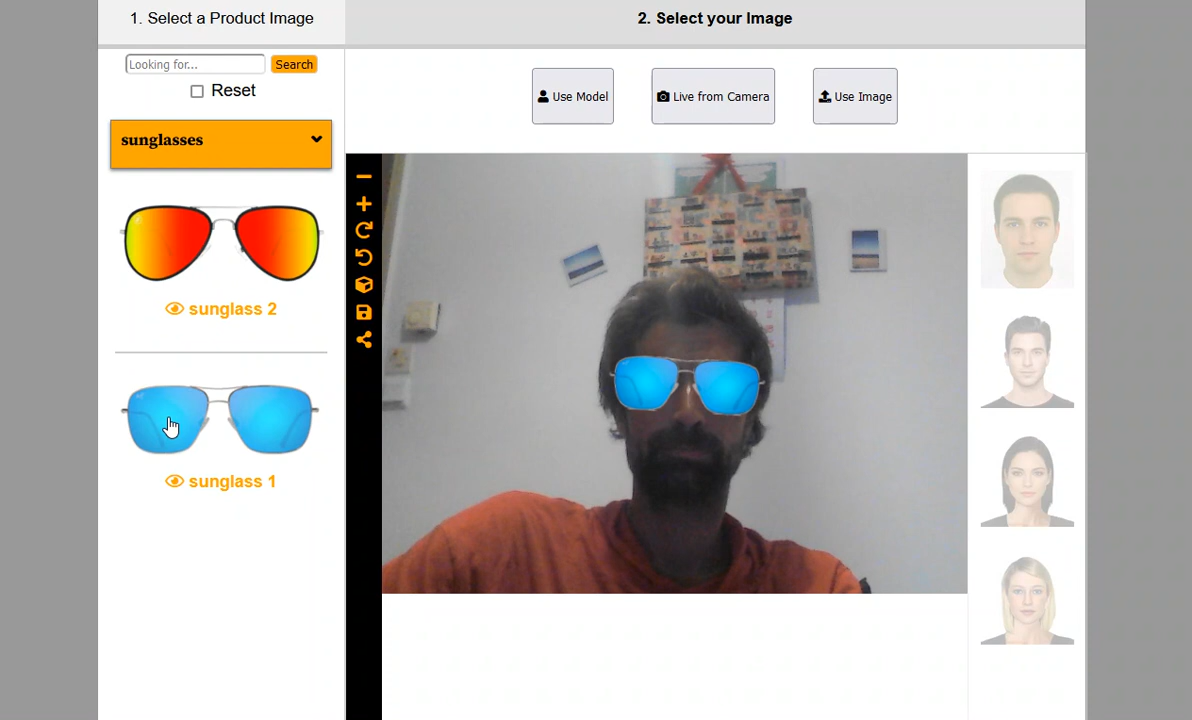 1. Select a Product Image
2. Select your Image
Looking for...
Search
Reset
sunglasses
sunglass 2
sunglass 1
Use Model
Live from Camera
Use Image